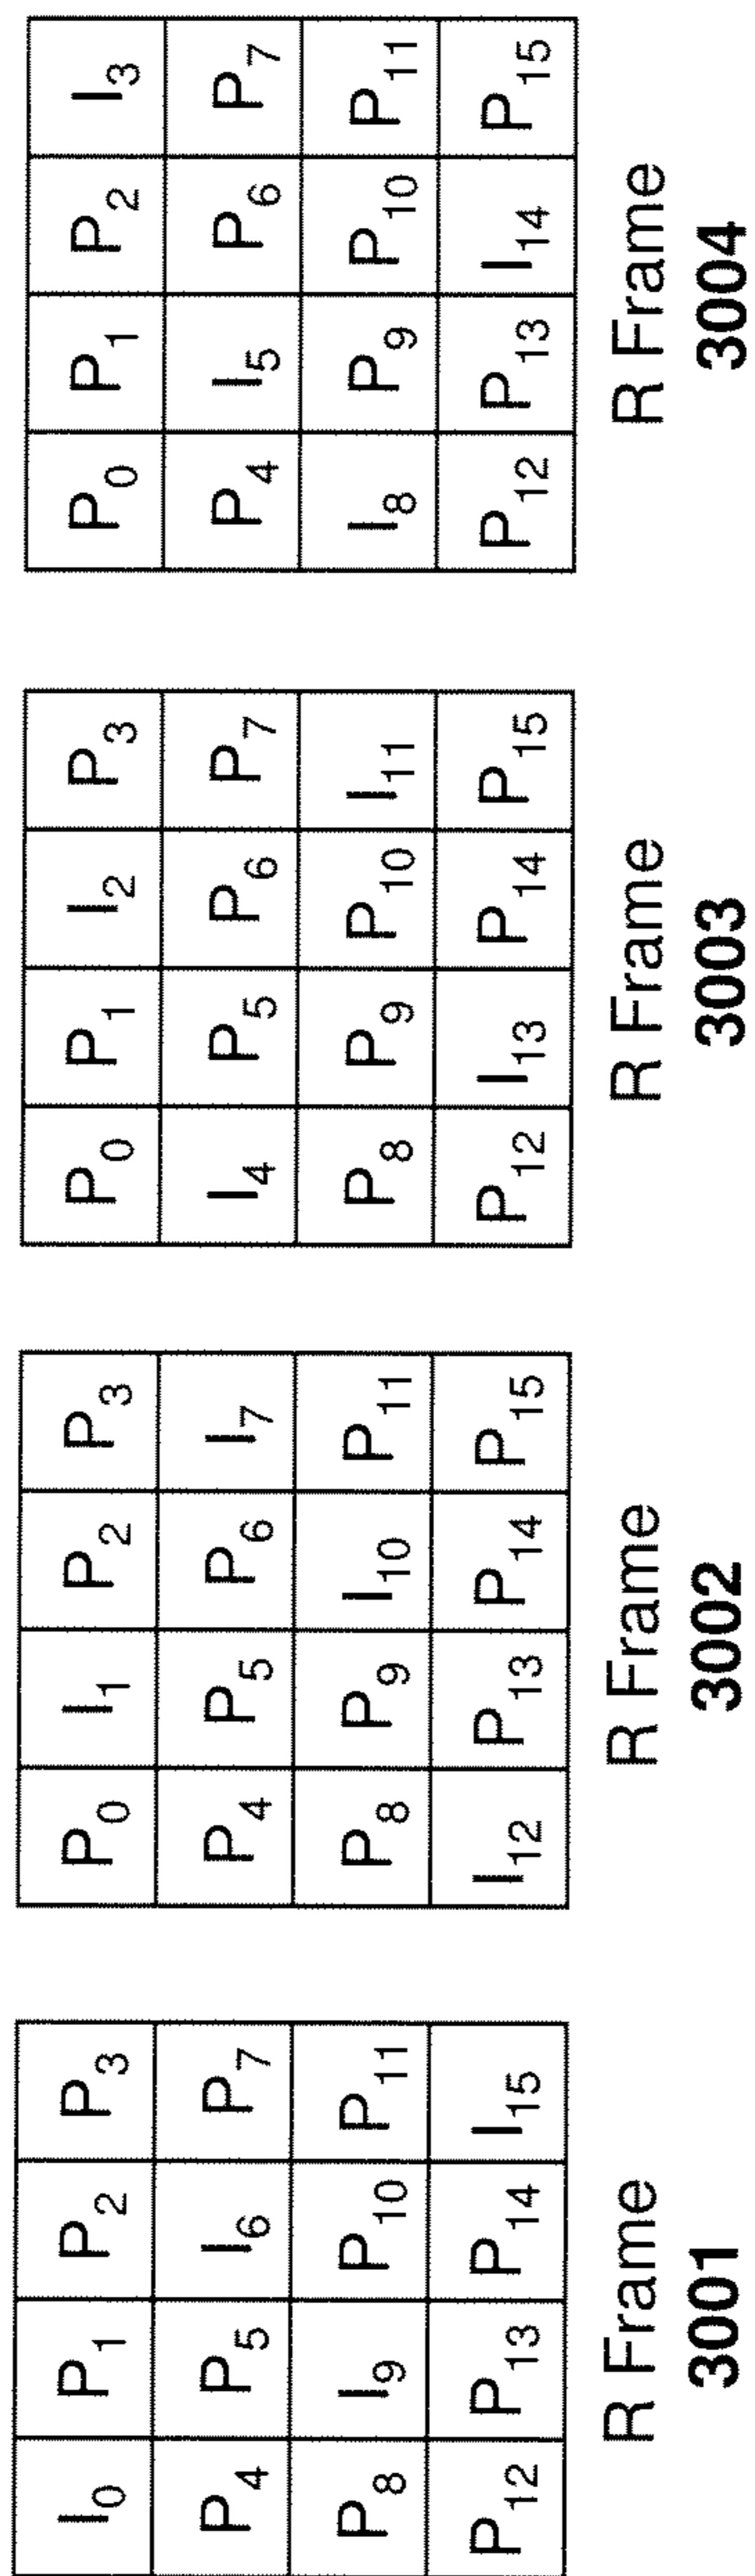 I0 P1 P2 P3
P4 P5 I6 P7
P8 I9 P10 P11
P12 P13 P14 I15
R Frame
3001
P0 I1 P2 P3
P4 P5 P6 I7
P8 P9 I10 P11
I12 P13 P14 P15
R Frame
3002
P0 P1 I2 P3
I4 P5 P6 P7
P8 P9 P10 I11
P12 I13 P14 P15
R Frame
3003
P0 P1 P2 I3
P4 I5 P6 P7
I8 P9 P10 P11
P12 P13 I14 P15
R Frame
3004